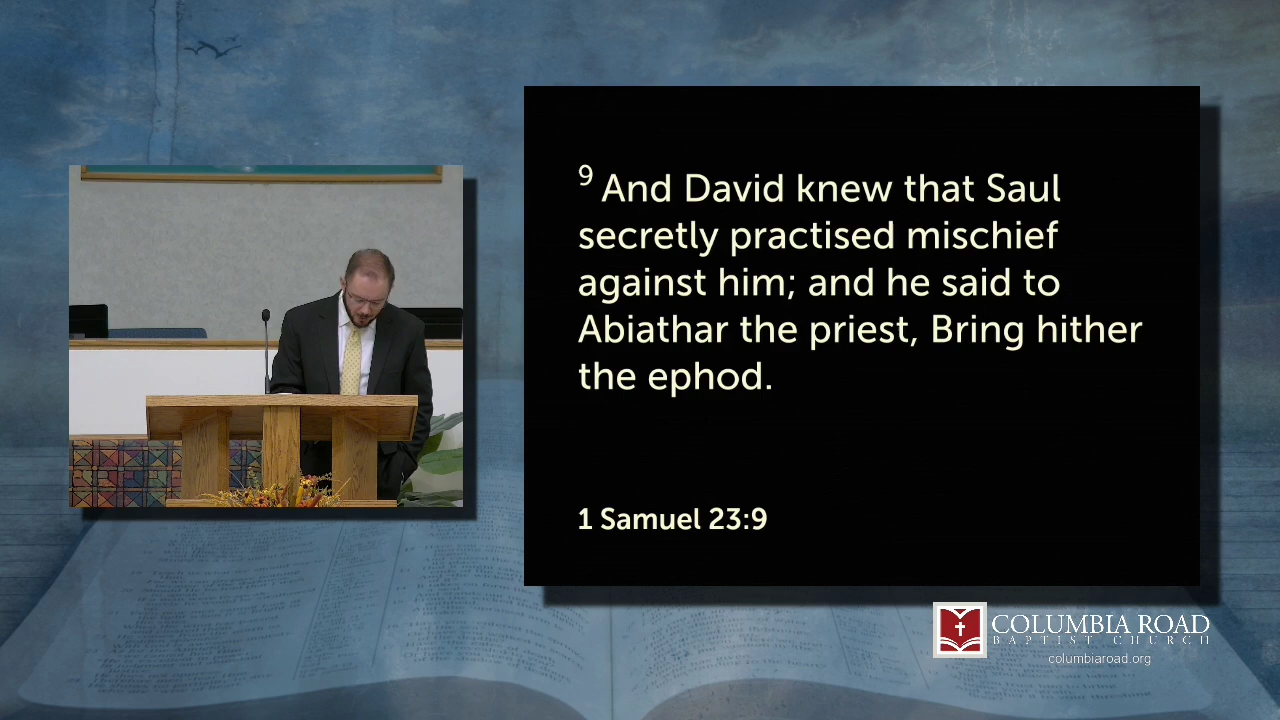 9 And David knew that Saul
secretly practised mischief
against him; and he said to
Abiathar the priest, Bring hither
the ephod.
1 Samuel 23:9
COLUMBIA ROAD
BAPTIST CHURCH
columbiaroad.org